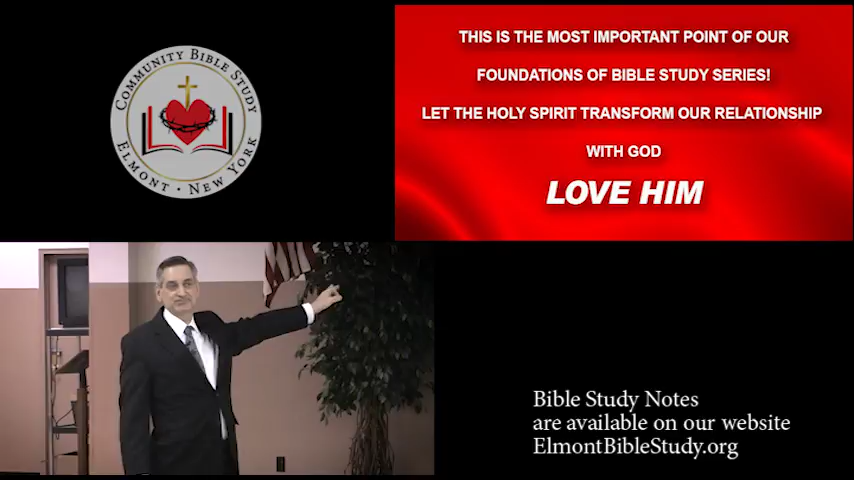 COMMUNITY BIBLE STUDY
ELMONT • NEW YORK
THIS IS THE MOST IMPORTANT POINT OF OUR
FOUNDATIONS OF BIBLE STUDY SERIES!
LET THE HOLY SPIRIT TRANSFORM OUR RELATIONSHIP
WITH GOD
LOVE HIM
Bible Study Notes
are available on our website
ElmontBibleStudy.org